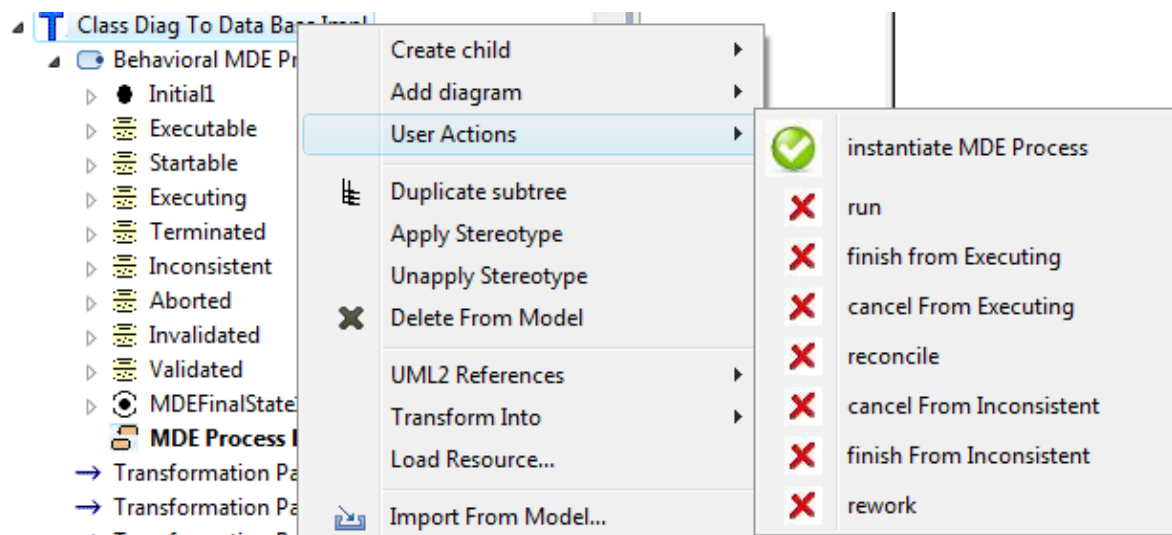 Class Diag To Data Base Impl
Behavioral MDE Pr
Initial1
Executable
Startable
Executing
Terminated
Inconsistent
Aborted
Invalidated
Validated
MDEFinalState
MDE Process
Transformation Pa
Transformation Pa
Create child
Add diagram
User Actions
Duplicate subtree
Apply Stereotype
Unapply Stereotype
Delete From Model
UML2 References
Transform Into
Load Resource...
Import From Model...
instantiate MDE Process
run
finish from Executing
cancel From Executing
reconcile
cancel From Inconsistent
finish From Inconsistent
rework